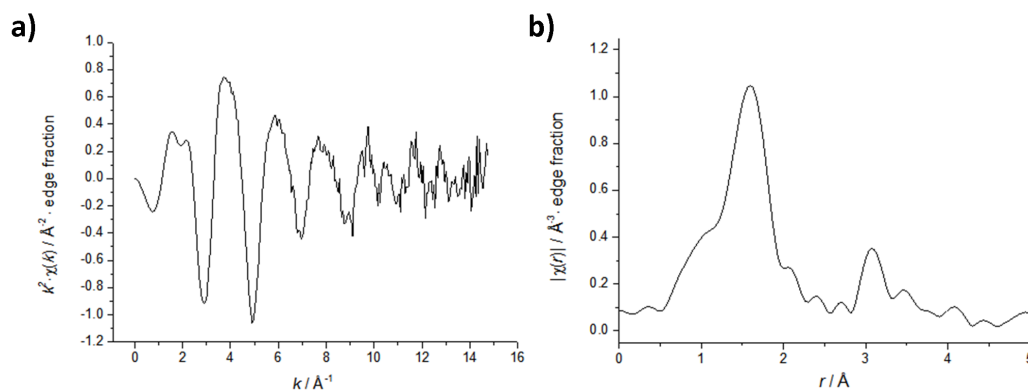 a)
1.0
0.8
0.6
0.4
0.2
0.0
-0.2
-0.4
-0.6
-0.8
-1.0
-1.2
k²·χ(k) / Å⁻² · edge fraction
0 2 4 6 8 10 12 14 16
k / Å⁻¹
b)
1.2
1.0
0.8
0.6
0.4
0.2
0.0
|χ(r)| / Å⁻³· edge fraction
0 1 2 3 4 5
r / Å